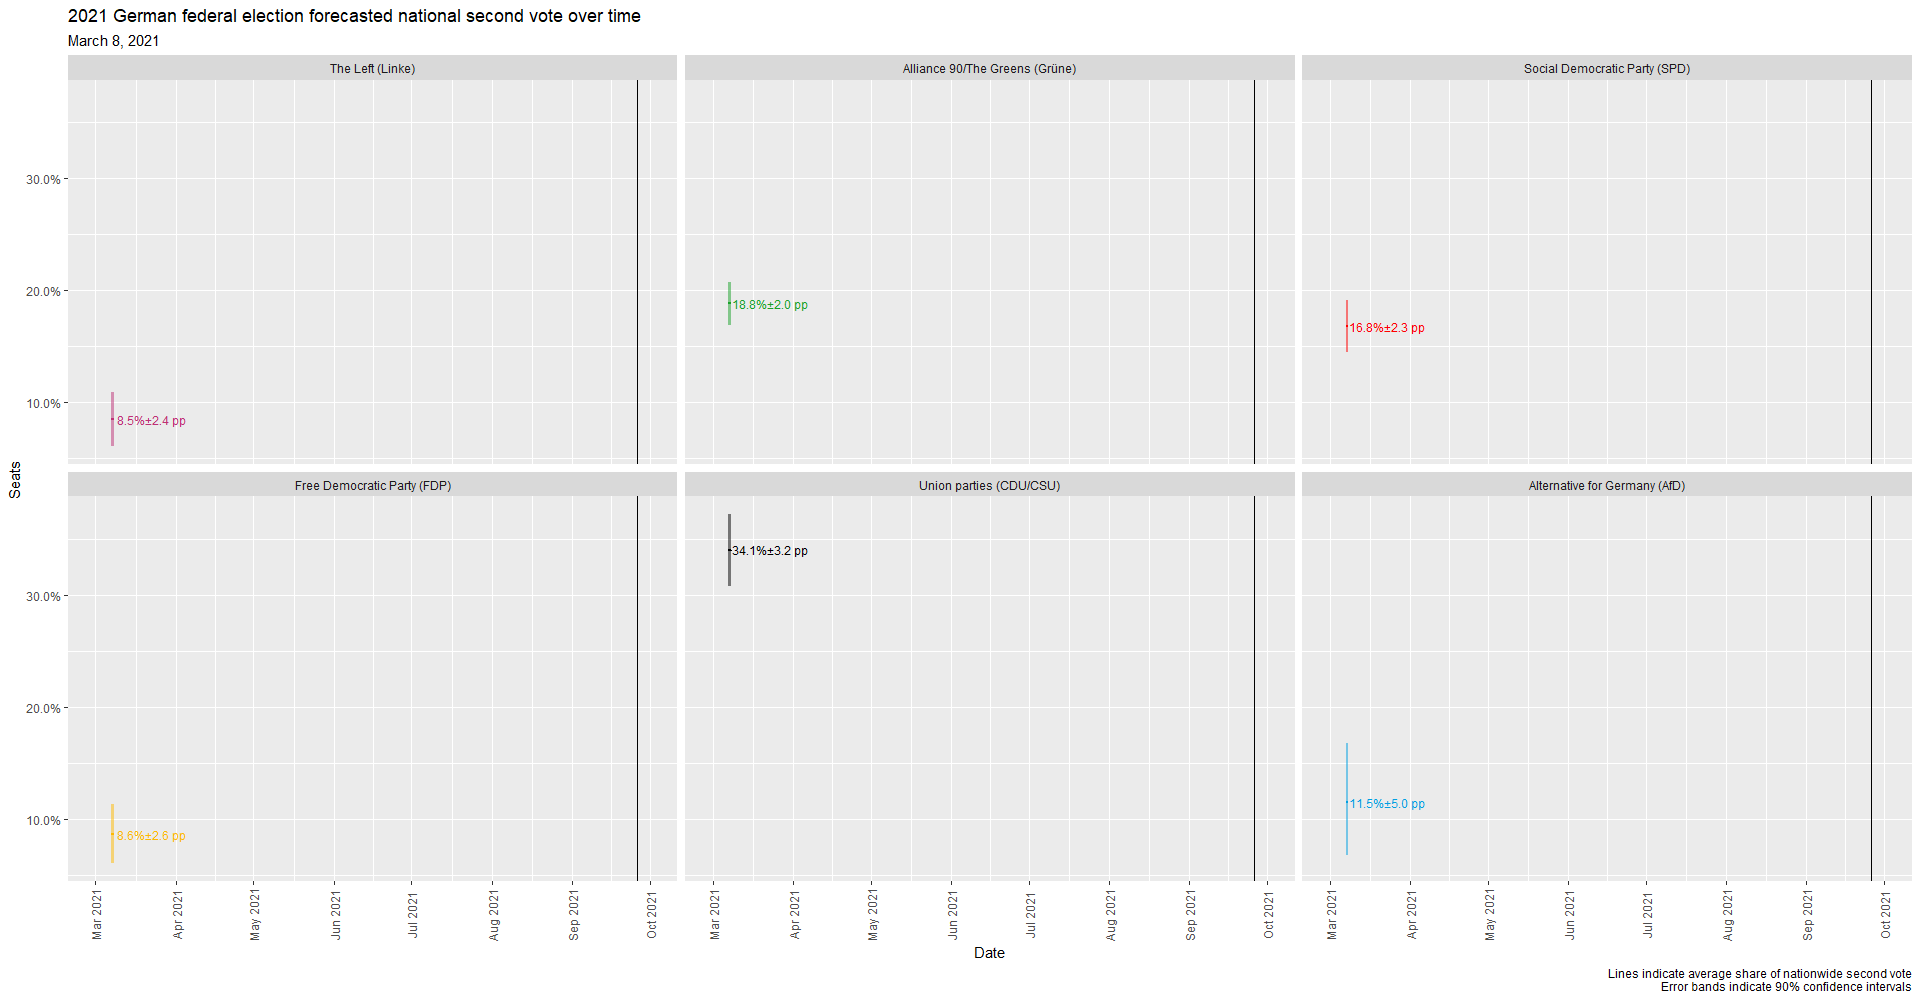 2021 German federal election forecasted national second vote over time
March 8, 2021
The Left (Linke)
Alliance 90/The Greens (Grüne)
Social Democratic Party (SPD)
30.0%
20.0%
10.0%
8.5%±2.4 pp
18.8%±2.0 pp
16.8%±2.3 pp
Seats
Free Democratic Party (FDP)
Union parties (CDU/CSU)
Alternative for Germany (AfD)
30.0%
20.0%
10.0%
8.6%±2.6 pp
34.1%±3.2 pp
11.5%±5.0 pp
Mar 2021
Apr 2021
May 2021
Jun 2021
Jul 2021
Aug 2021
Sep 2021
Oct 2021
Mar 2021
Apr 2021
May 2021
Jun 2021
Jul 2021
Aug 2021
Sep 2021
Oct 2021
Mar 2021
Apr 2021
May 2021
Jun 2021
Jul 2021
Aug 2021
Sep 2021
Oct 2021
Date
Lines indicate average share of nationwide second vote
Error bands indicate 90% confidence intervals